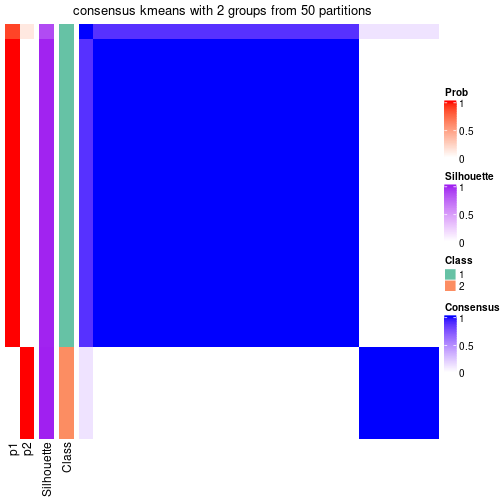 consensus kmeans with 2 groups from 50 partitions
Prob
1
0.5
0
Silhouette
1
0.5
0
Class
1
2
Consensus
1
0.5
0
p1
p2
Silhouette
Class